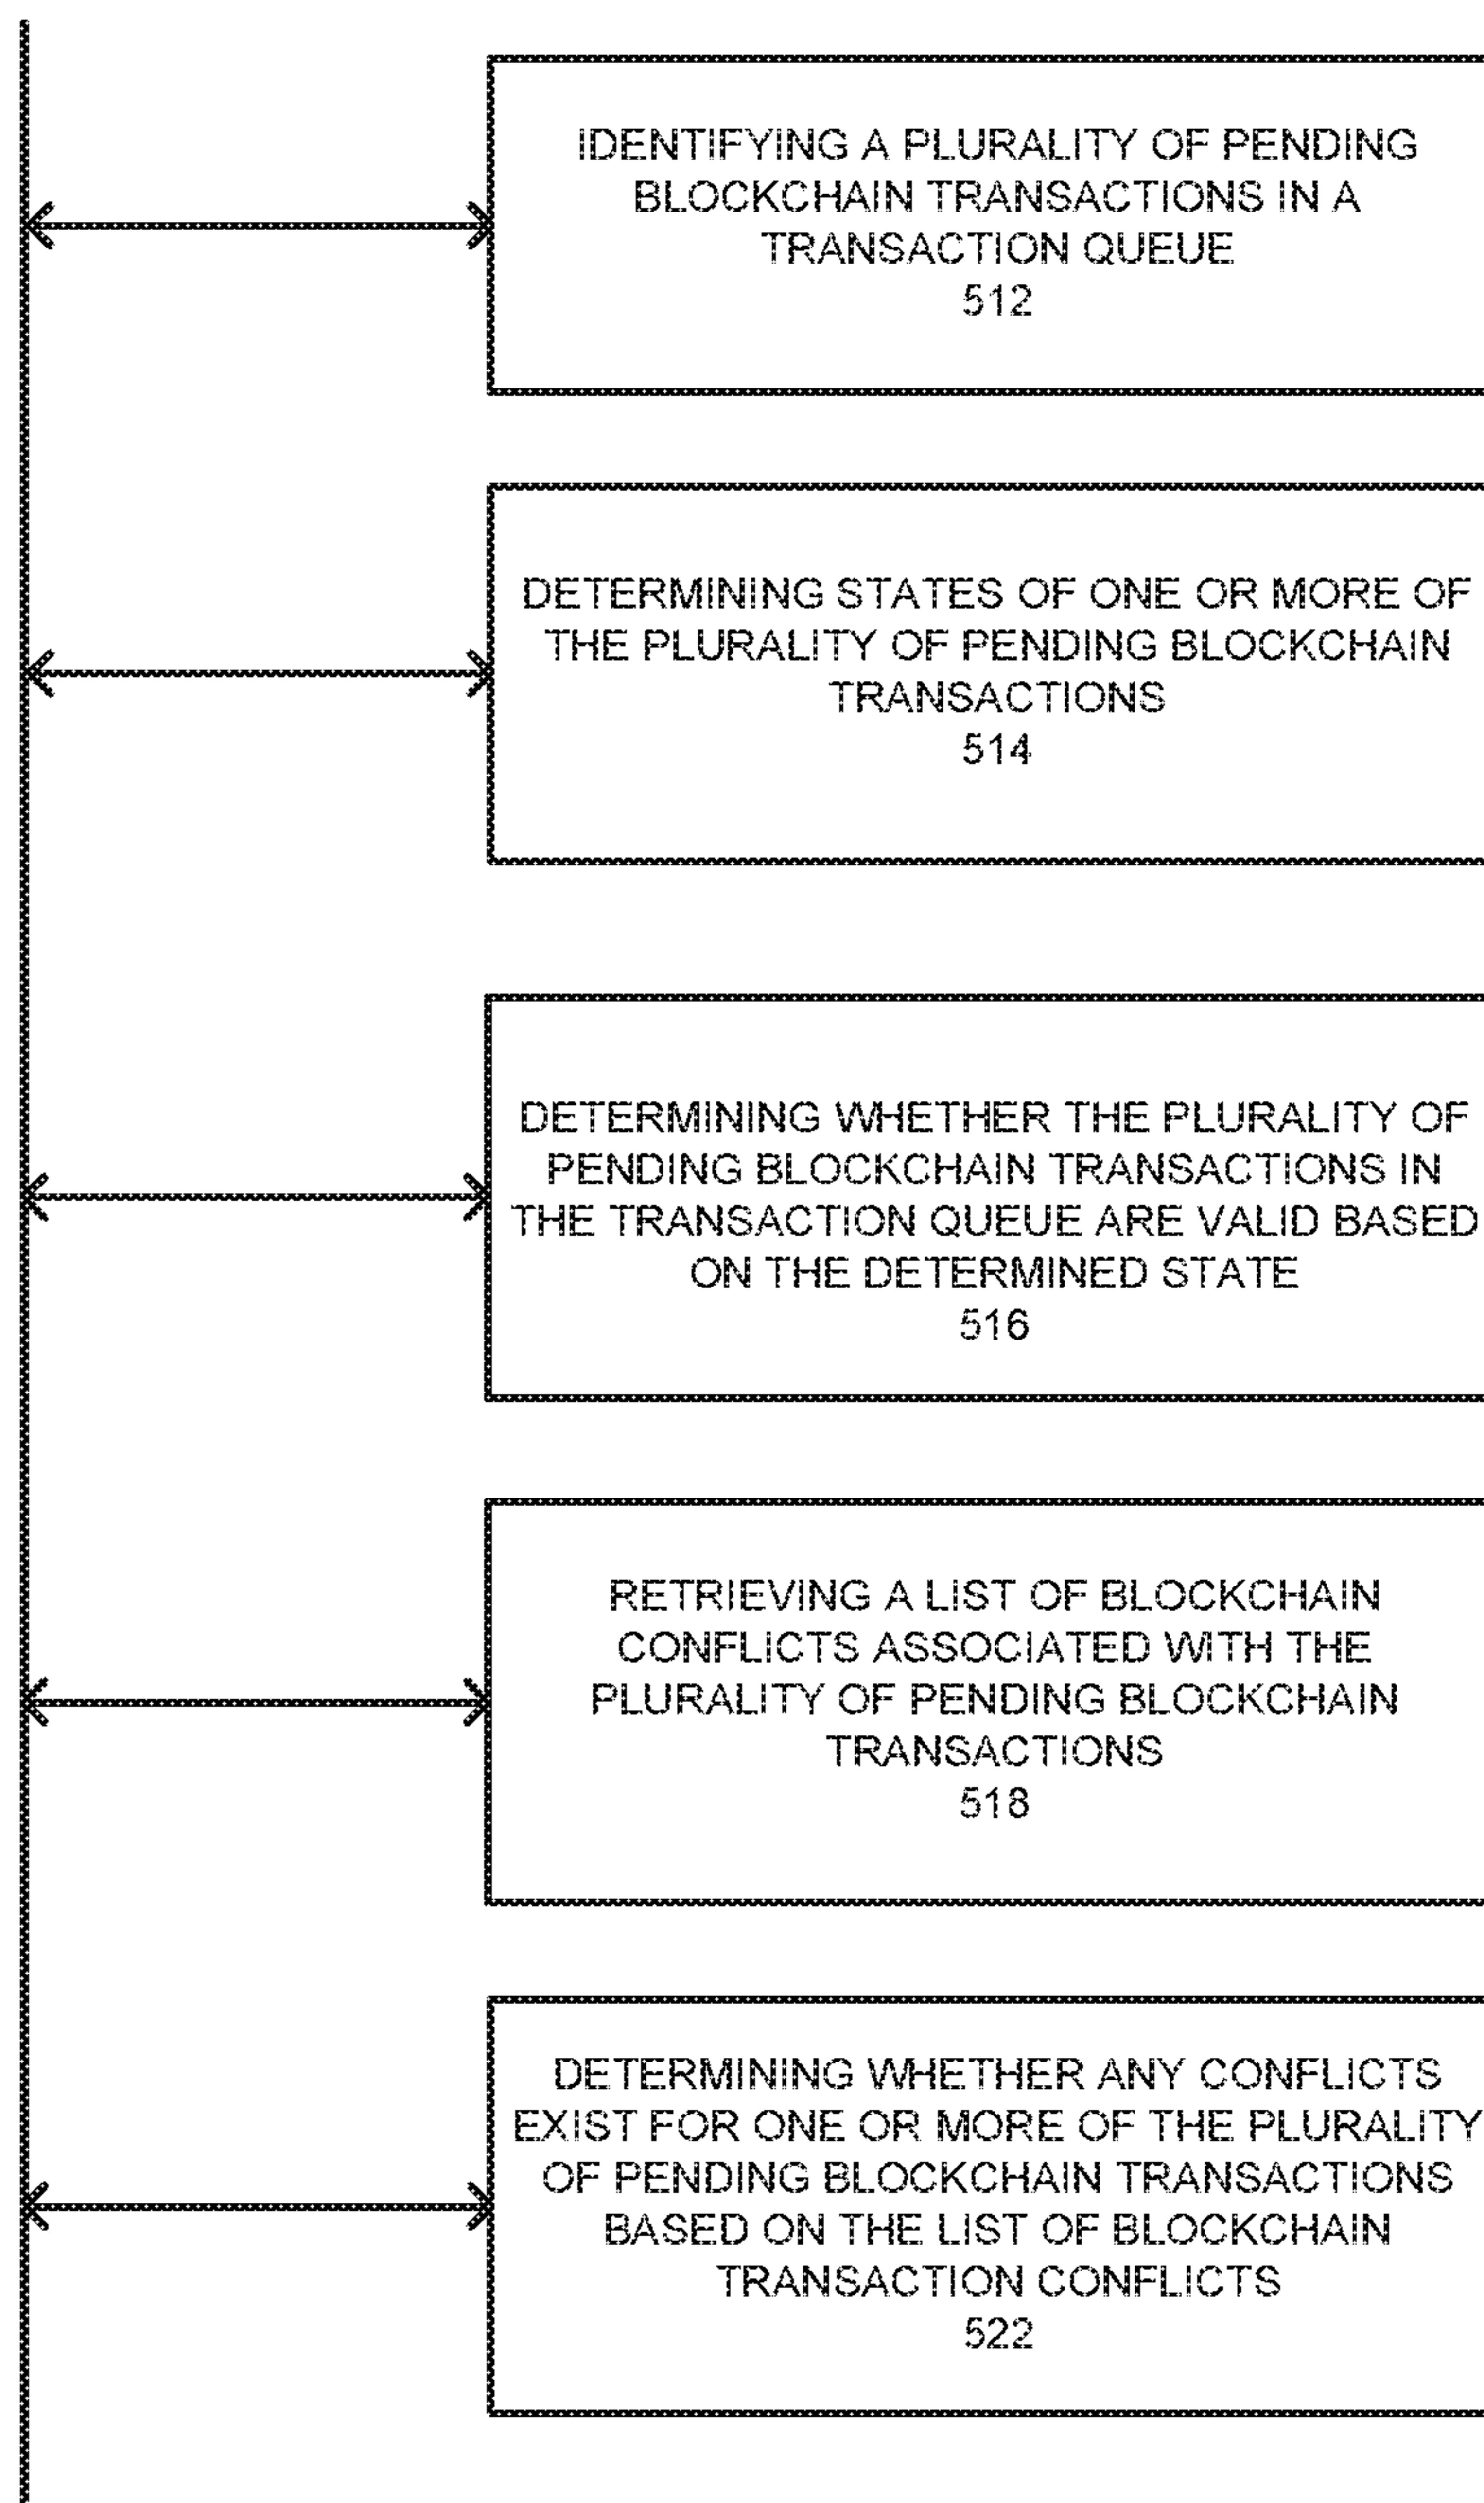 IDENTIFYING A PLURALITY OF PENDING
BLOCKCHAIN TRANSACTIONS IN A
TRANSACTION QUEUE
512
DETERMINING STATES OF ONE OR MORE OF
THE PLURALITY OF PENDING BLOCKCHAIN
TRANSACTIONS
514
DETERMINING WHETHER THE PLURALITY OF
PENDING BLOCKCHAIN TRANSACTIONS IN
THE TRANSACTION QUEUE ARE VALID BASED
ON THE DETERMINED STATE
516
RETRIEVING A LIST OF BLOCKCHAIN
CONFLICTS ASSOCIATED WITH THE
PLURALITY OF PENDING BLOCKCHAIN
TRANSACTIONS
518
DETERMINING WHETHER ANY CONFLICTS
EXIST FOR ONE OR MORE OF THE PLURALITY
OF PENDING BLOCKCHAIN TRANSACTIONS
BASED ON THE LIST OF BLOCKCHAIN
TRANSACTION CONFLICTS
522